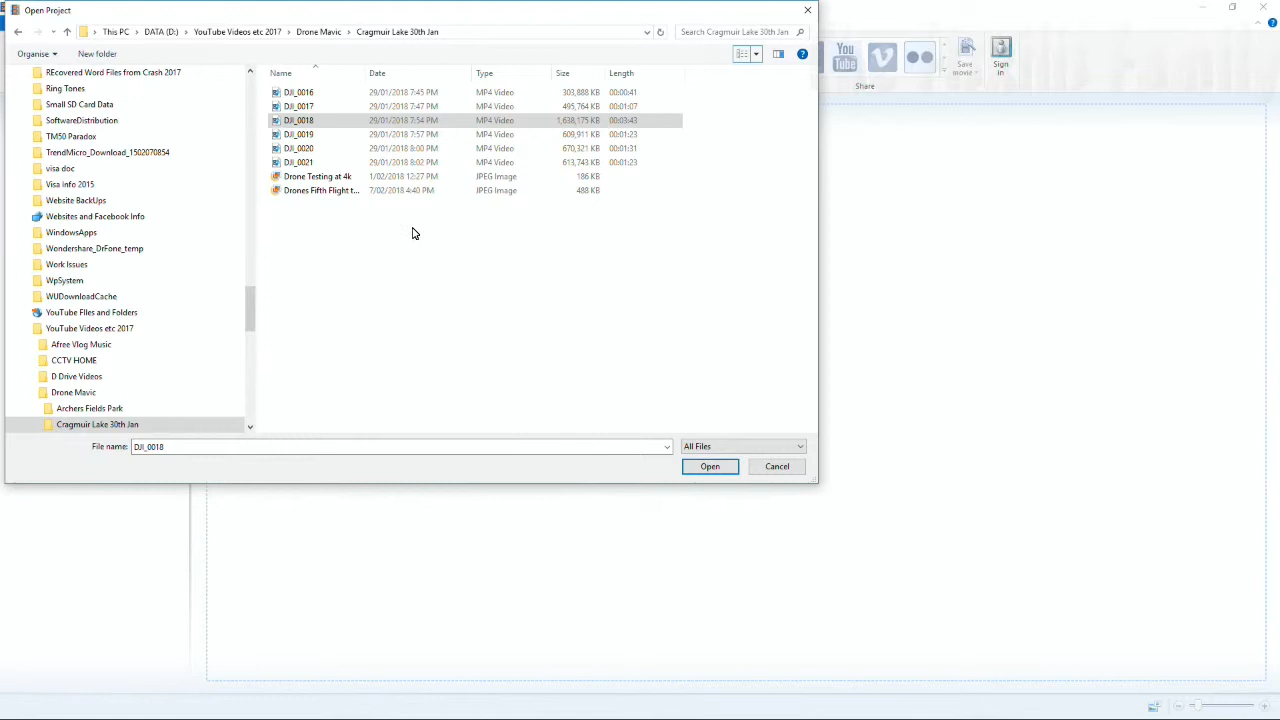 Open Project
This PC > DATA (D:) > YouTube Videos etc 2017 > Drone Mavic > Cragmuir Lake 30th Jan
Search Cragmuir Lake 30th Jan
Organise
New folder
REcovered Word Files from Crash 2017
Ring Tones
Small SD Card Data
SoftwareDistribution
TM50 Paradox
TrendMicro_Download_1502070854
visa doc
Visa info 2015
Website BackUps
Websites and Facebook Info
WindowsApps
Wondershare_DrFone_temp
Work Issues
WpSystem
WUDownloadCache
YouTube FIles and Folders
YouTube Videos etc 2017
Afree Vlog Music
CCTV HOME
D Drive Videos
Drone Mavic
Archers Fields Park
Cragmuir Lake 30th Jan
Name Date Type Size Length
DJI_0016 29/01/2018 7:45 PM MP4 Video 303,888 KB 00:00:41
DJI_0017 29/01/2018 7:47 PM MP4 Video 495,764 KB 00:01:07
DJI_0018 29/01/2018 7:54 PM MP4 Video 1,638,175 KB 00:03:43
DJI_0019 29/01/2018 7:57 PM MP4 Video 609,911 KB 00:01:23
DJI_0020 29/01/2018 8:00 PM MP4 Video 670,321 KB 00:01:31
DJI_0021 29/01/2018 8:02 PM MP4 Video 613,743 KB 00:01:23
Drone Testing at 4k 1/02/2018 12:27 PM JPEG Image 186 KB
Drones Fifth Flight t... 7/02/2018 4:40 PM JPEG Image 488 KB
File name: DJI_0018
All Files
Open
Cancel
You
Tube
Save
movie
Sign
in
Share